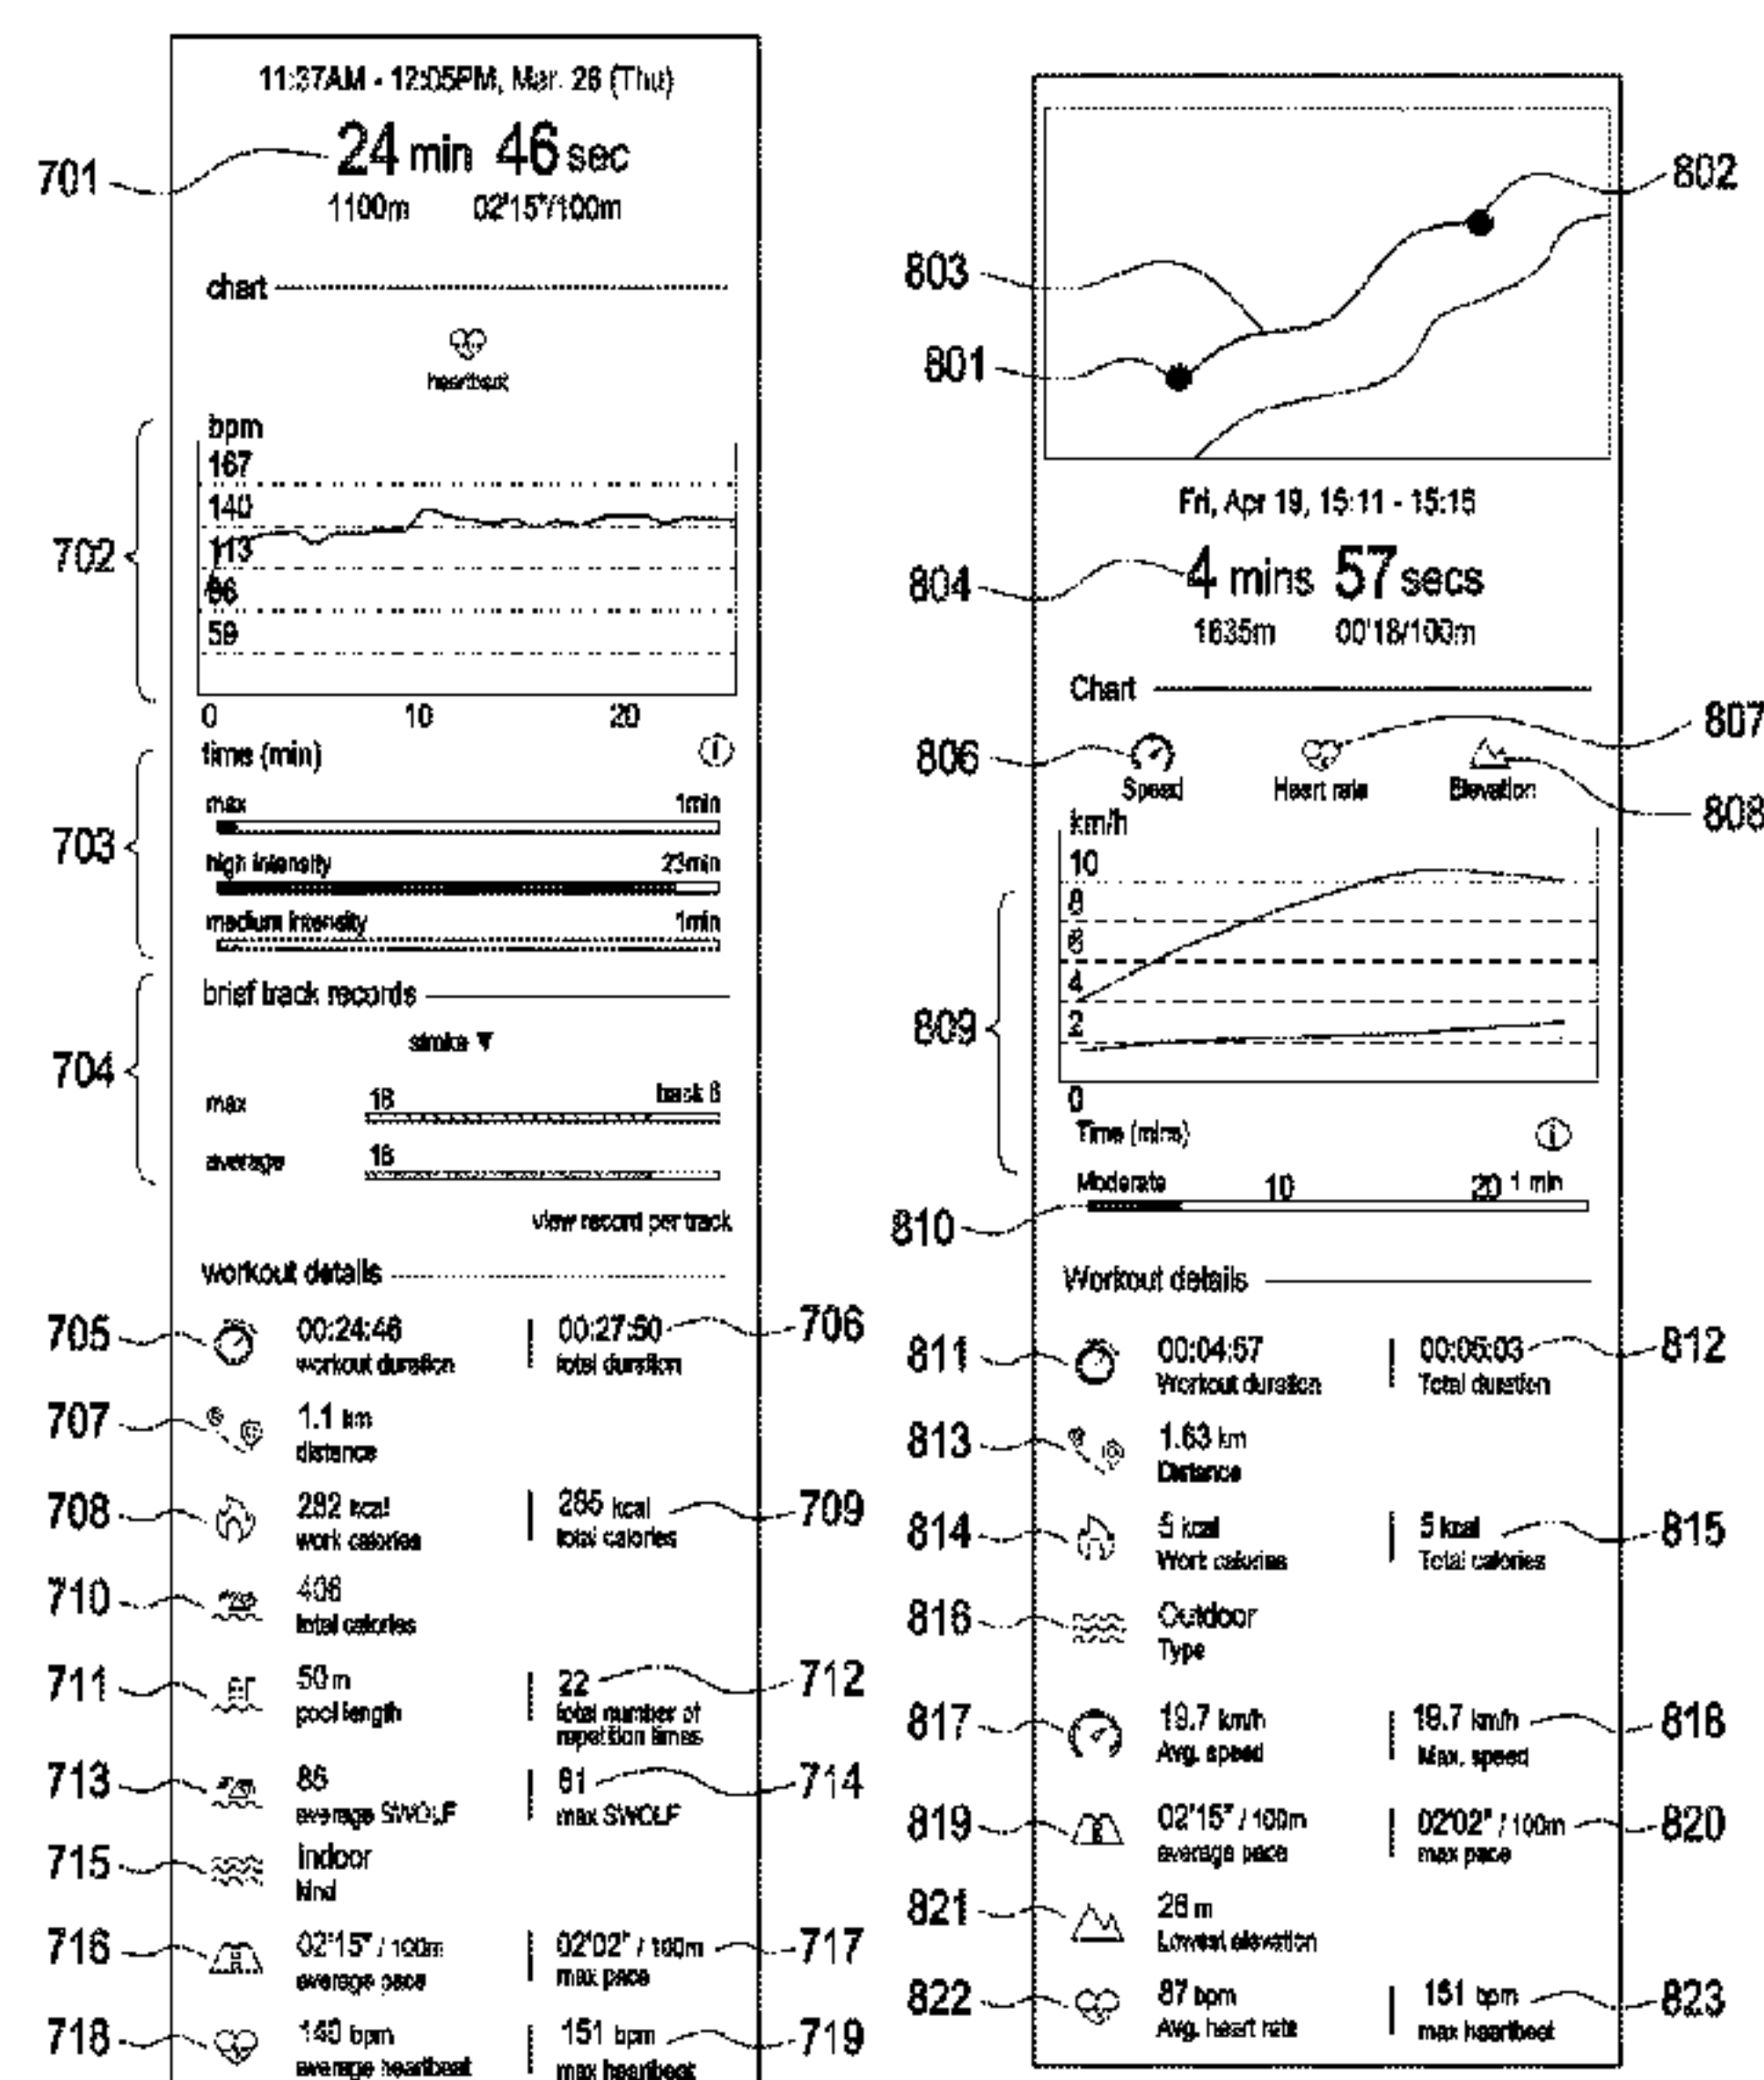 11:37AM - 12:05PM, Mar. 26 (Thu)
701
24 min 46 sec
1100m 02'15"/100m
chart
heartbeat
702
bpm
167
140
113
86
59
0 10 20
703
time (min)
max 1min
high intensity 23min
medium intensity 1min
704
brief track records
stroke ▼
max 18 back 6
average 18
view record per track
workout details
705 00:24:46 00:27:50 706
workout duration total duration
707 1.1 km
distance
708 282 kcal 285 kcal 709
work calories total calories
710 406
total calories
711 50 m 22 712
pool length total number of
repetition times
713 86 81 714
average SWOLF max SWOLF
715 indoor
kind
716 02'15" / 100m 02'02" / 100m 717
average pace max pace
718 140 bpm 151 bpm 719
average heartbeat max heartbeat
802
803
801
Fri, Apr 19, 15:11 - 15:16
804
4 mins 57 secs
1635m 00'18/100m
Chart
807
806
Speed Heart rate Elevation
808
km/h
10
8
6
4
2
809
0
Time (mins)
Moderate 10 20 1 min
810
Workout details
811 00:04:57 00:05:03 812
Workout duration Total duration
813 1.63 km
Distance
814 5 kcal 5 kcal 815
Work calories Total calories
816 Outdoor
Type
817 19.7 km/h 19.7 km/h 818
Avg. speed Max. speed
819 02'15" / 100m 02'02" / 100m 820
average pace max pace
821 26 m
Lowest elevation
822 87 bpm 151 bpm 823
Avg. heart rate max heartbeat